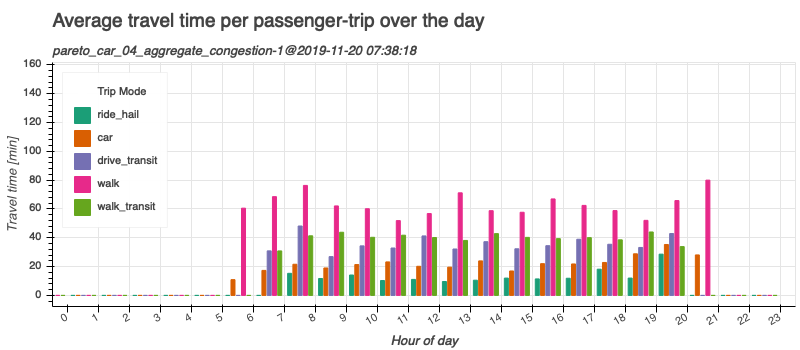 Average travel time per passenger-trip over the day
pareto_car_04_aggregate_congestion-1@2019-11-20 07:38:18
160
140
120
100
80
60
40
20
0
Travel time [min]
Trip Mode
ride_hail
car
drive_transit
walk
walk_transit
0 1 2 3 4 5 6 7 8 9 10 11 12 13 14 15 16 17 18 19 20 21 22 23
Hour of day